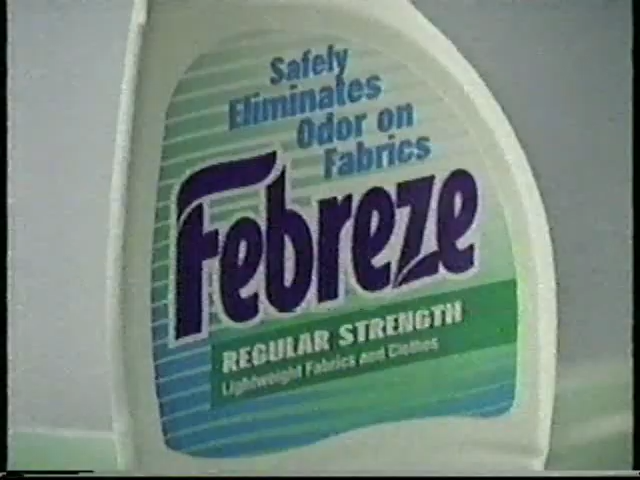 Safely
Eliminates
Odor on
Fabrics
Febreze
REGULAR STRENGTH
Lightweight Fabrics and Clothes